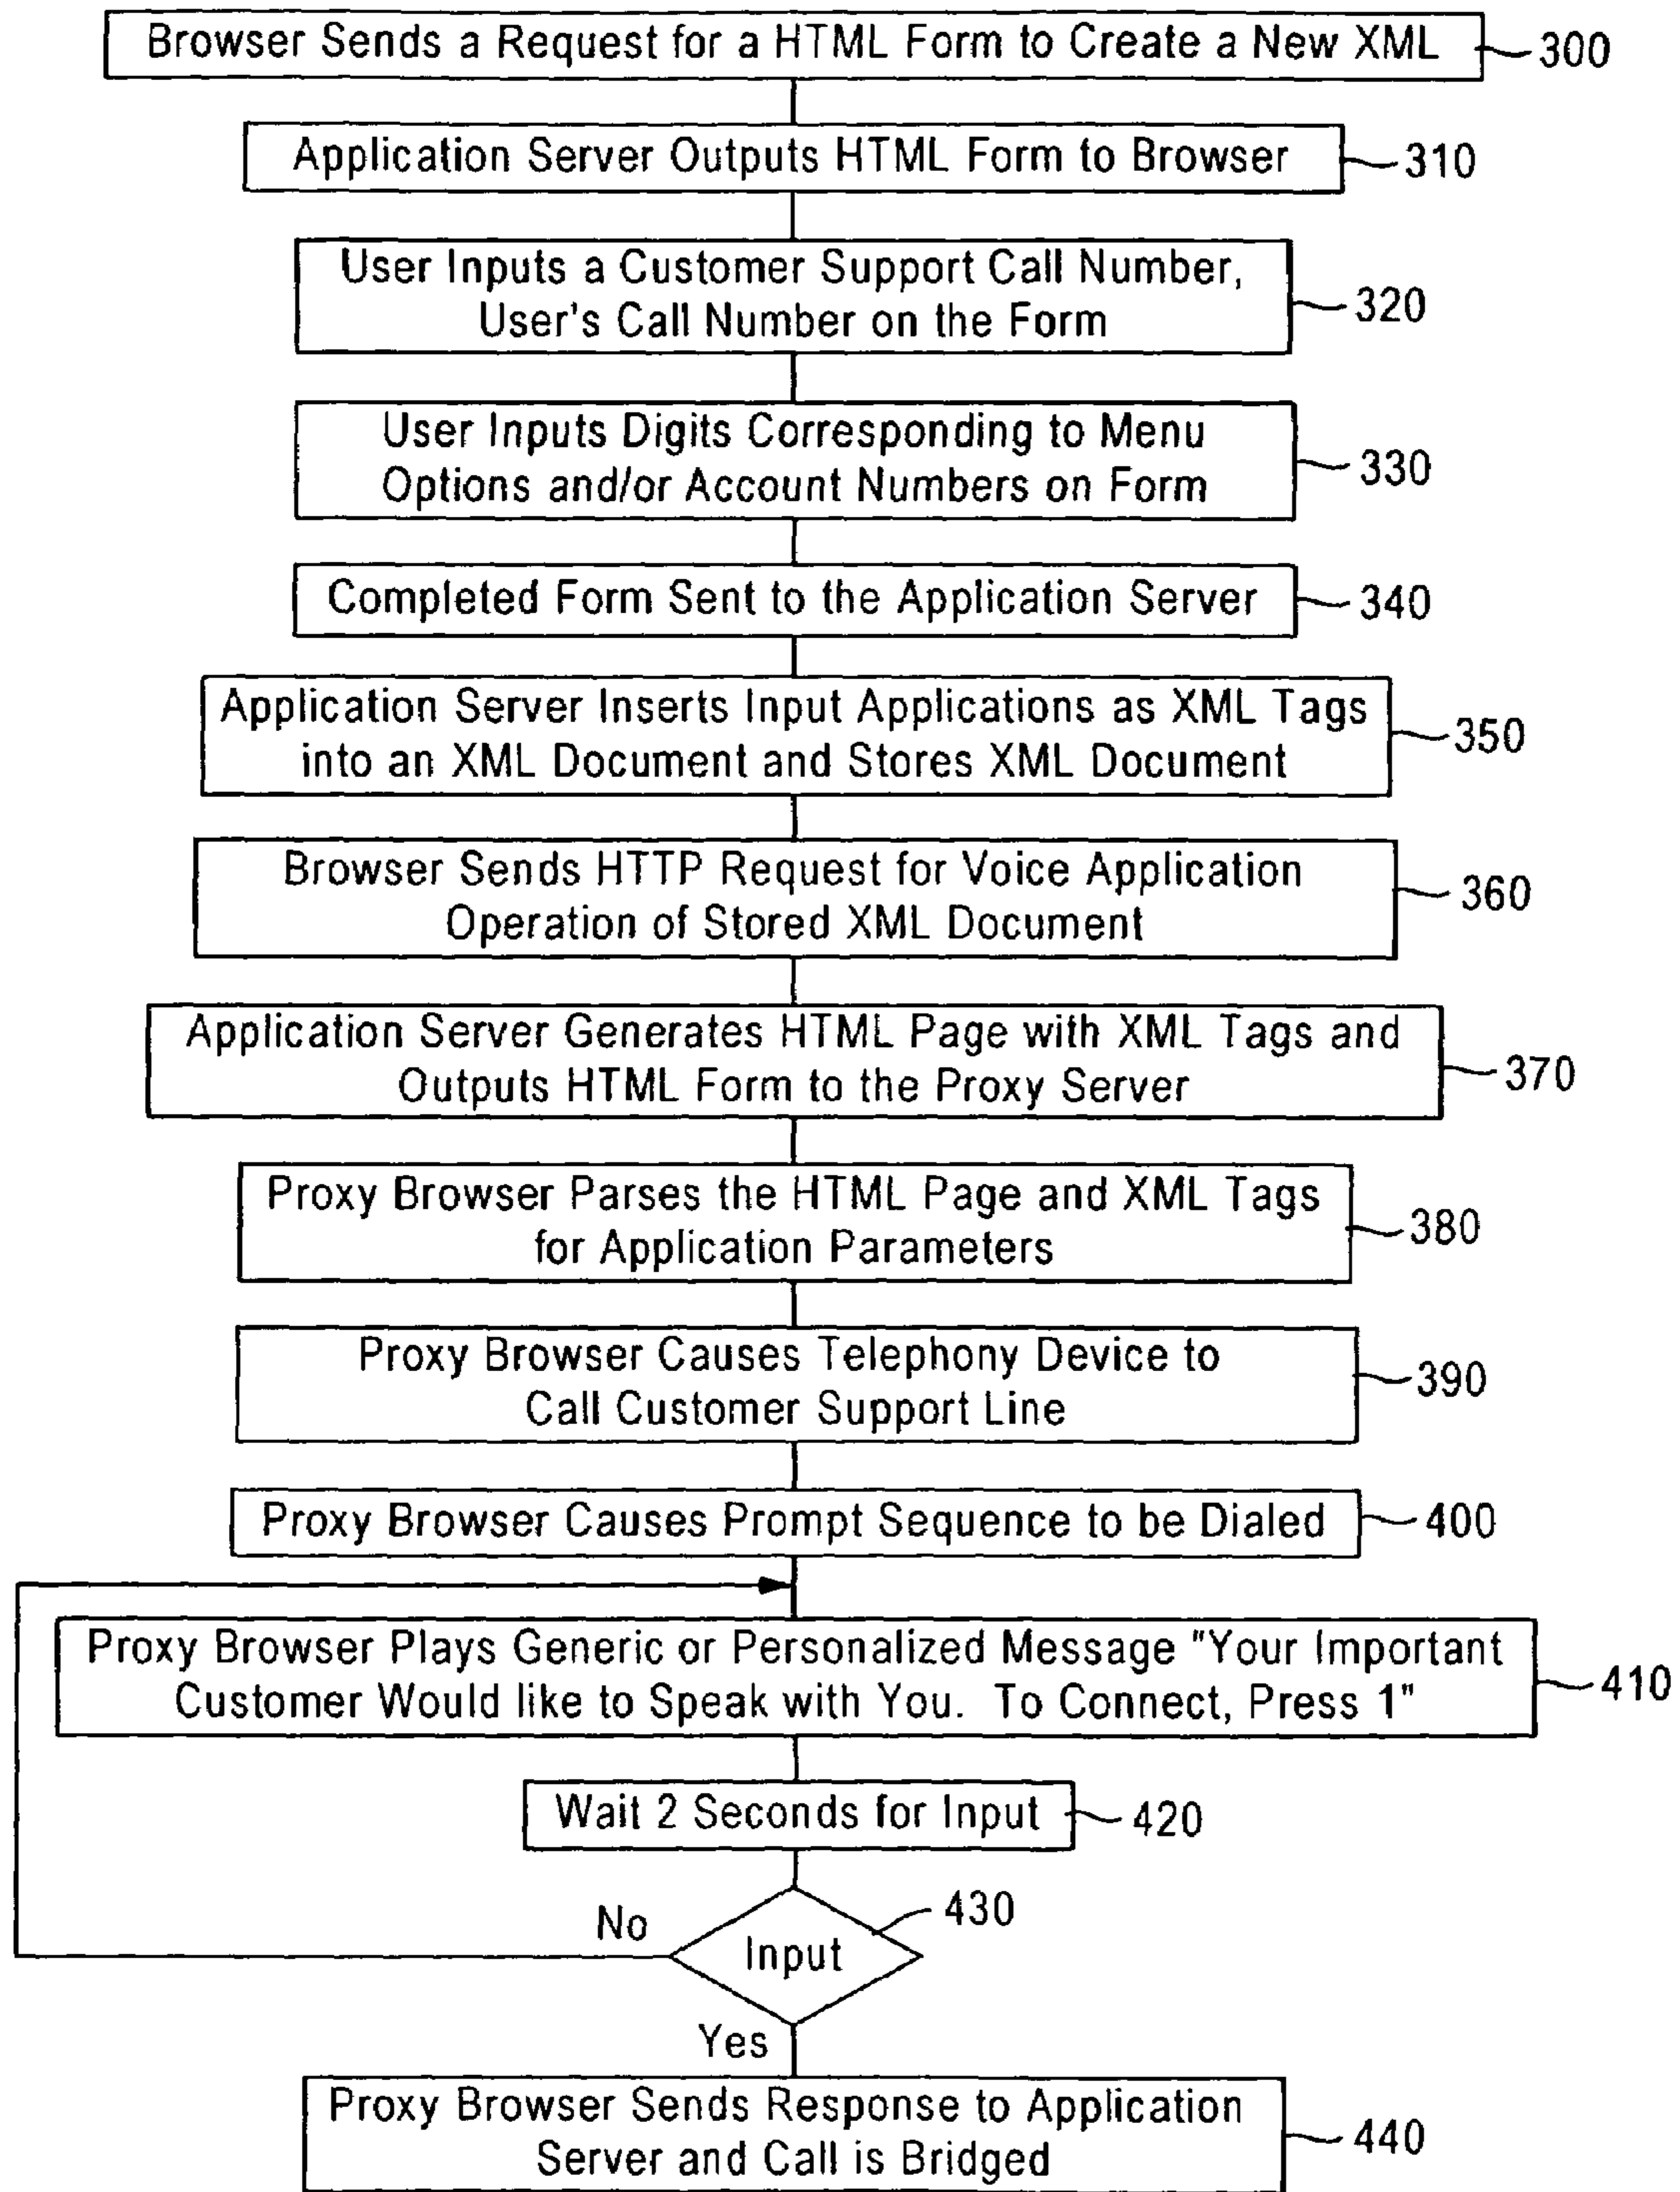 Browser Sends a Request for a HTML Form to Create a New XML
300
Application Server Outputs HTML Form to Browser
310
User Inputs a Customer Support Call Number,
User's Call Number on the Form
320
User Inputs Digits Corresponding to Menu
Options and/or Account Numbers on Form
330
Completed Form Sent to the Application Server
340
Application Server Inserts Input Applications as XML Tags
into an XML Document and Stores XML Document
350
Browser Sends HTTP Request for Voice Application
Operation of Stored XML Document
360
Application Server Generates HTML Page with XML Tags and
Outputs HTML Form to the Proxy Server
370
Proxy Browser Parses the HTML Page and XML Tags
for Application Parameters
380
Proxy Browser Causes Telephony Device to
Call Customer Support Line
390
Proxy Browser Causes Prompt Sequence to be Dialed
400
Proxy Browser Plays Generic or Personalized Message "Your Important
Customer Would like to Speak with You. To Connect, Press 1"
410
Wait 2 Seconds for Input
420
430
No
Input
Yes
Proxy Browser Sends Response to Application
Server and Call is Bridged
440